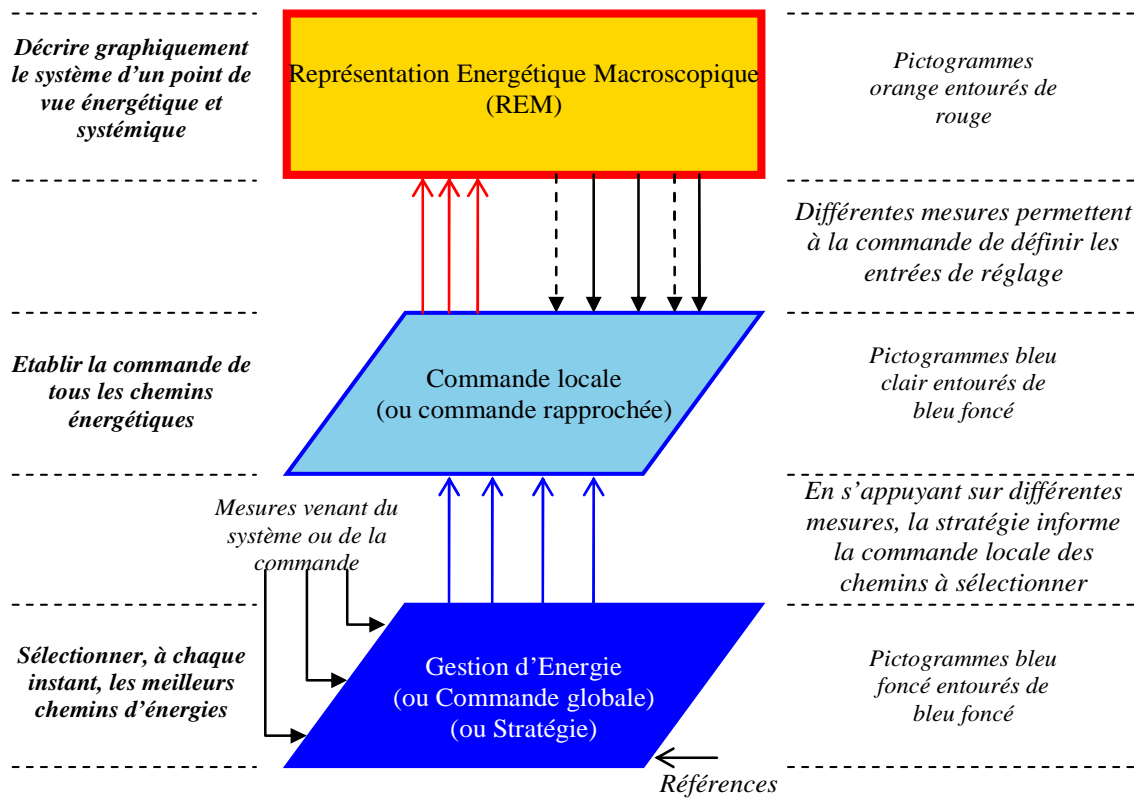 Décrire graphiquement
le système d'un point de
vue énergétique et
systémique
Représentation Energétique Macroscopique
(REM)
Pictogrammes
orange entourés de
rouge
Différentes mesures permettent
à la commande de définir les
entrées de réglage
Etablir la commande de
tous les chemins
énergétiques
Commande locale
(ou commande rapprochée)
Pictogrammes bleu
clair entourés de
bleu foncé
Mesures venant du
système ou de la
commande
En s'appuyant sur différentes
mesures, la stratégie informe
la commande locale des
chemins à sélectionner
Sélectionner, à chaque
instant, les meilleurs
chemins d'énergies
Gestion d'Energie
(ou Commande globale)
(ou Stratégie)
Pictogrammes bleu
foncé entourés de
bleu foncé
Références